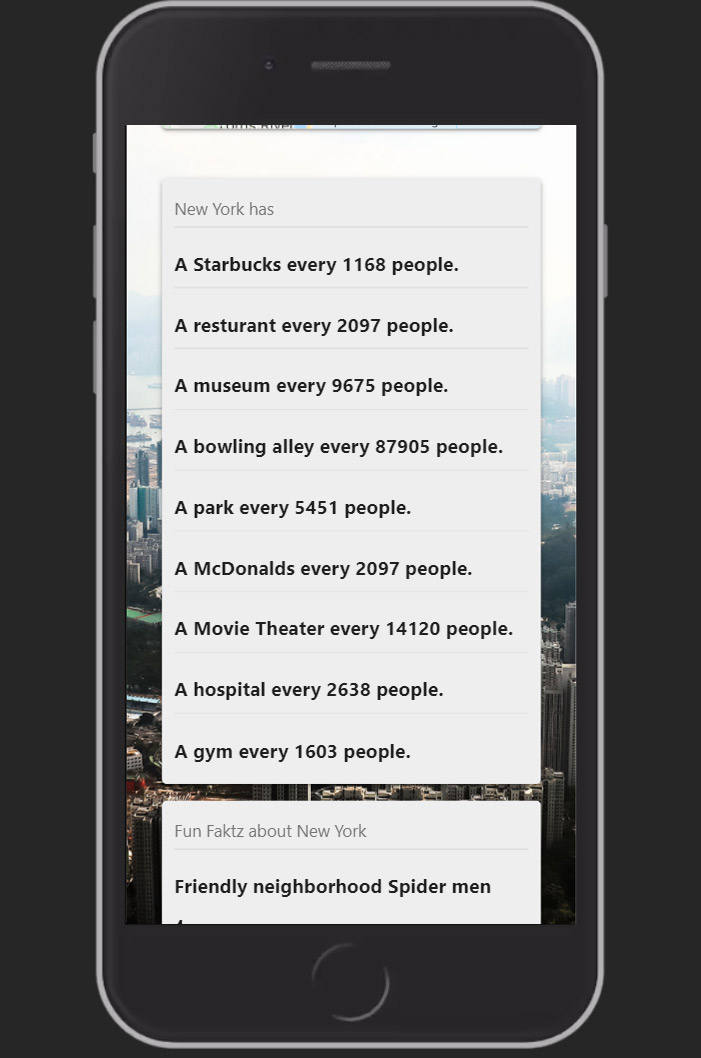 New York has
A Starbucks every 1168 people.
A resturant every 2097 people.
A museum every 9675 people.
A bowling alley every 87905 people.
A park every 5451 people.
A McDonalds every 2097 people.
A Movie Theater every 14120 people.
A hospital every 2638 people.
A gym every 1603 people.
Fun Faktz about New York
Friendly neighborhood Spider men